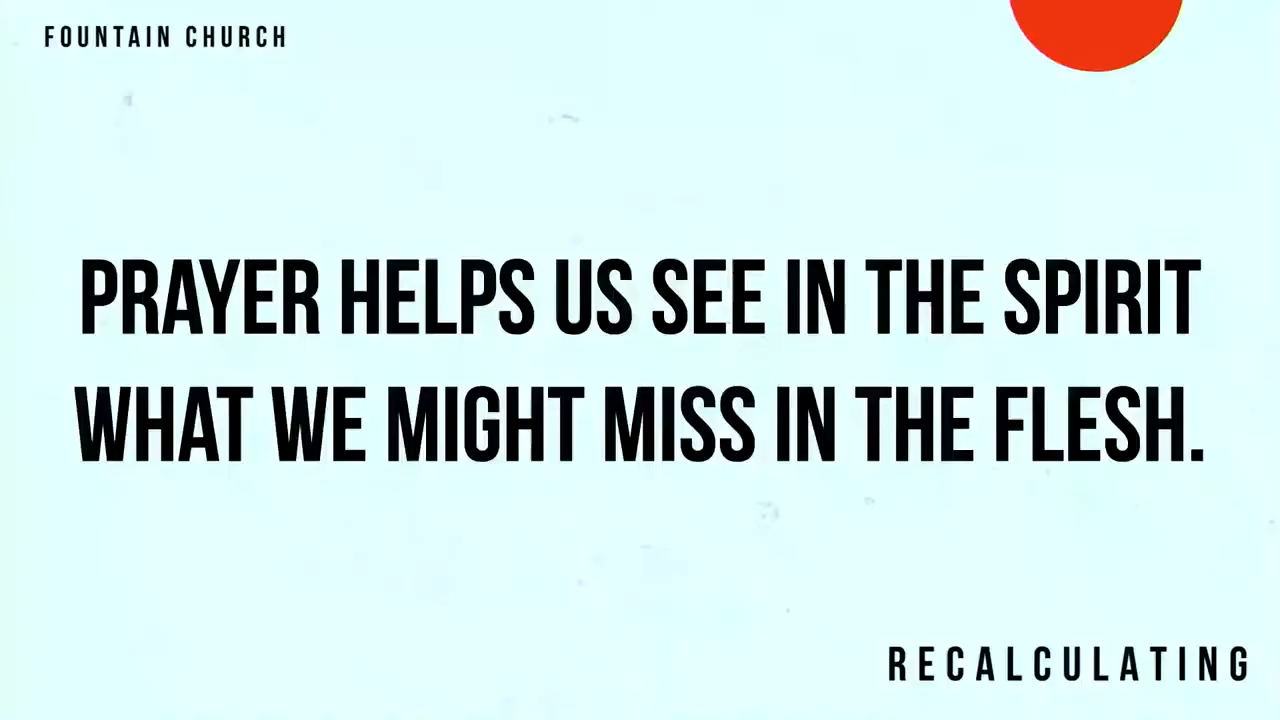 FOUNTAIN CHURCH
PRAYER HELPS US SEE IN THE SPIRIT
WHAT WE MIGHT MISS IN THE FLESH.
RECALCULATING